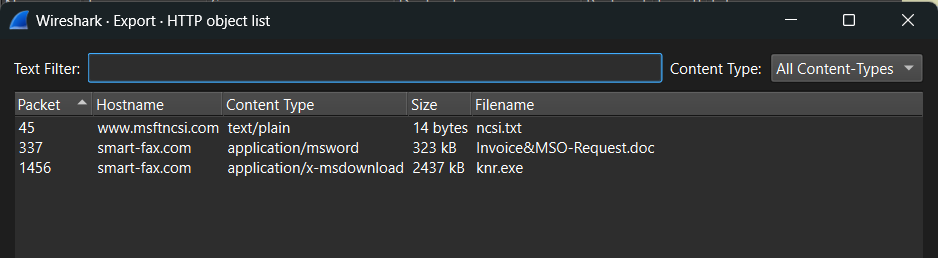 Wireshark · Export · HTTP object list
Text Filter: Content Type: All Content-Types
Packet Hostname Content Type Size Filename
45 www.msftncsi.com text/plain 14 bytes ncsi.txt
337 smart-fax.com application/msword 323 kB Invoice&MSO-Request.doc
1456 smart-fax.com application/x-msdownload 2437 kB knr.exe